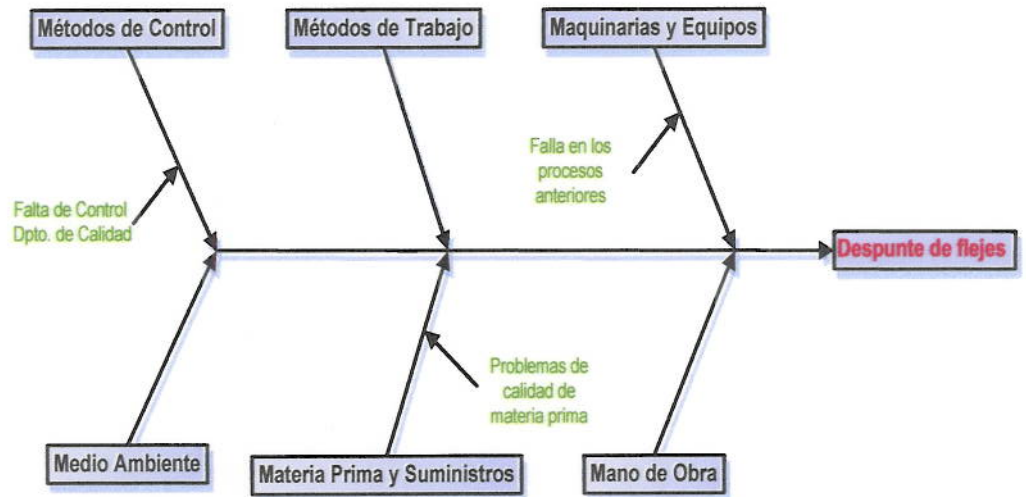 Métodos de Control
Métodos de Trabajo
Maquinarias y Equipos
Falla en los
procesos
anteriores
Falta de Control
Dpto. de Calidad
Despunte de flejes
Problemas de
calidad de
materia prima
Medio Ambiente
Materia Prima y Suministros
Mano de Obra